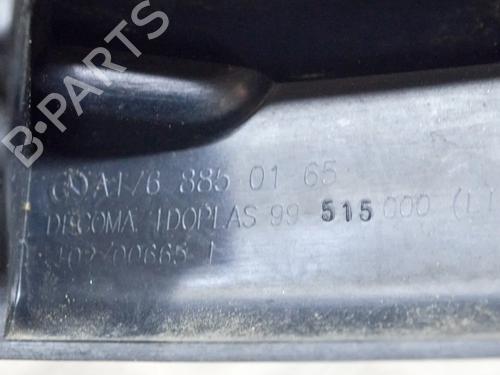 A176 885 01 65
DECOMA IDOPLAS 99-515 000 (L
B-PARTS